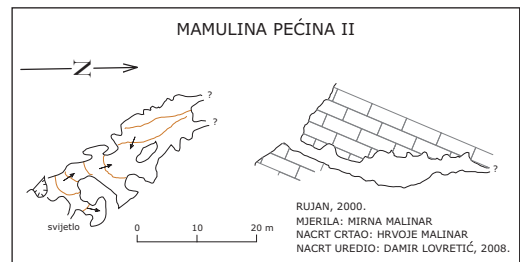 MAMULINA PEĆINA II
N
?
?
?
svijetlo
0 10 20 m
RUJAN, 2000.
MJERILA: MIRNA MALINAR
NACRT CRTAO: HRVOJE MALINAR
NACRT UREDIO: DAMIR LOVRETIĆ, 2008.